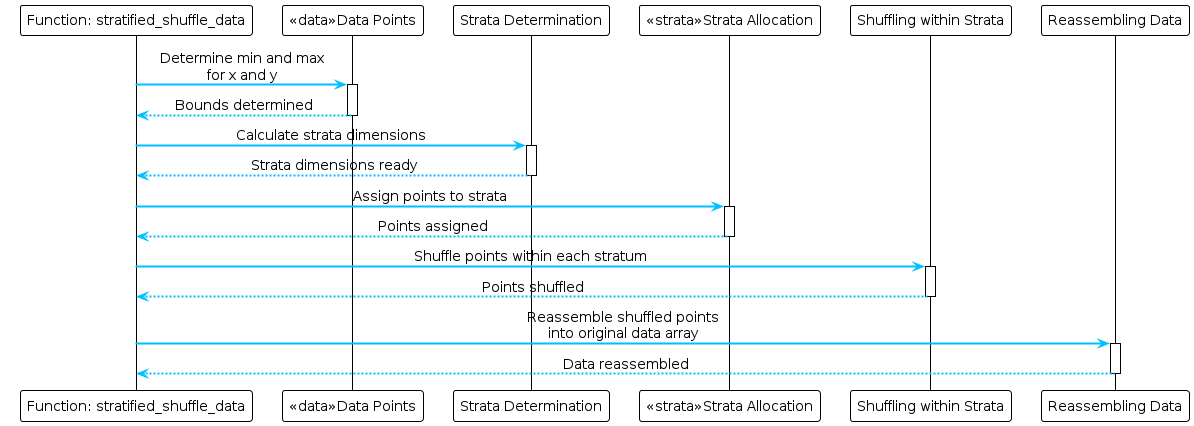 Function: stratified_shuffle_data
«data»Data Points
Strata Determination
«strata»Strata Allocation
Shuffling within Strata
Reassembling Data
Determine min and max
for x and y
Bounds determined
Calculate strata dimensions
Strata dimensions ready
Assign points to strata
Points assigned
Shuffle points within each stratum
Points shuffled
Reassemble shuffled points
into original data array
Data reassembled
Function: stratified_shuffle_data
«data»Data Points
Strata Determination
«strata»Strata Allocation
Shuffling within Strata
Reassembling Data